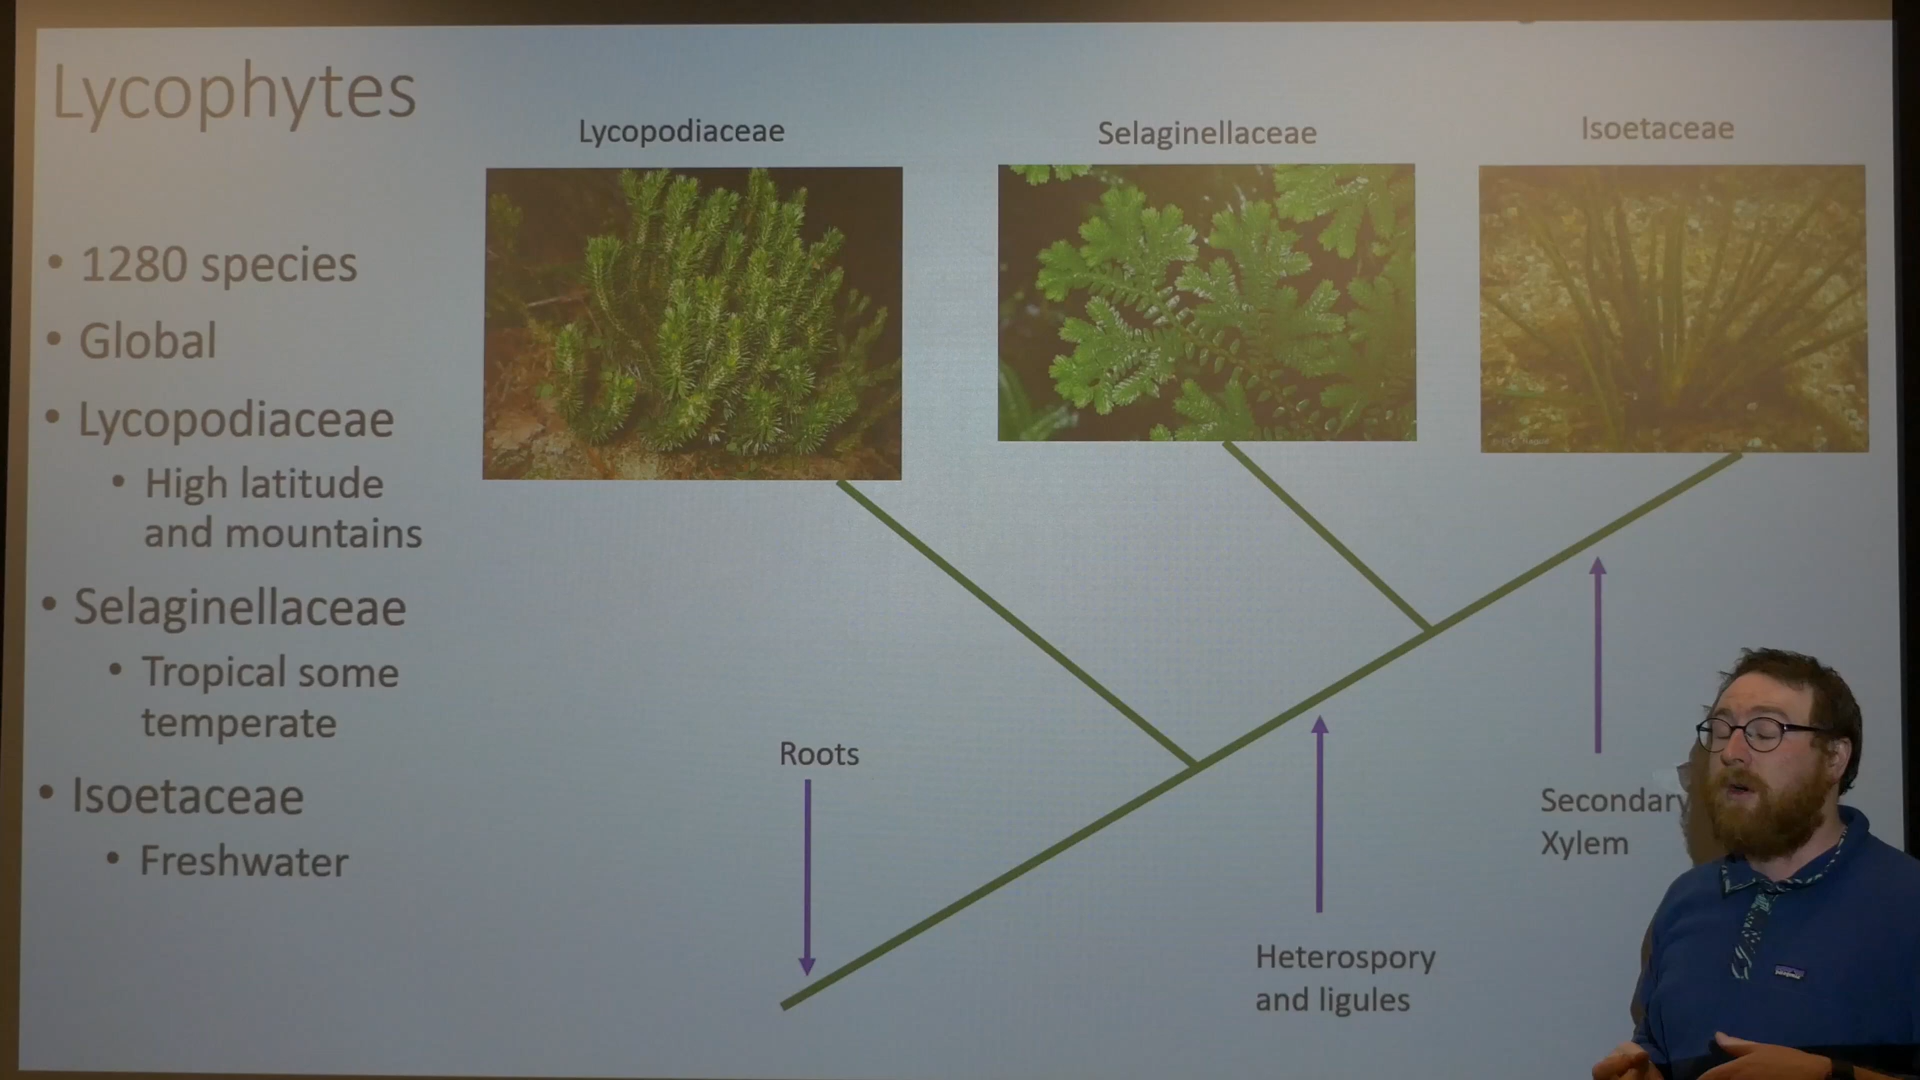 Lycophytes
Lycopodiaceae
Selaginellaceae
Isoetaceae
• 1280 species
• Global
• Lycopodiaceae
• High latitude
and mountains
• Selaginellaceae
• Tropical some
temperate
• Isoetaceae
• Freshwater
Roots
Heterospory
and ligules
Secondary
Xylem
patagonia